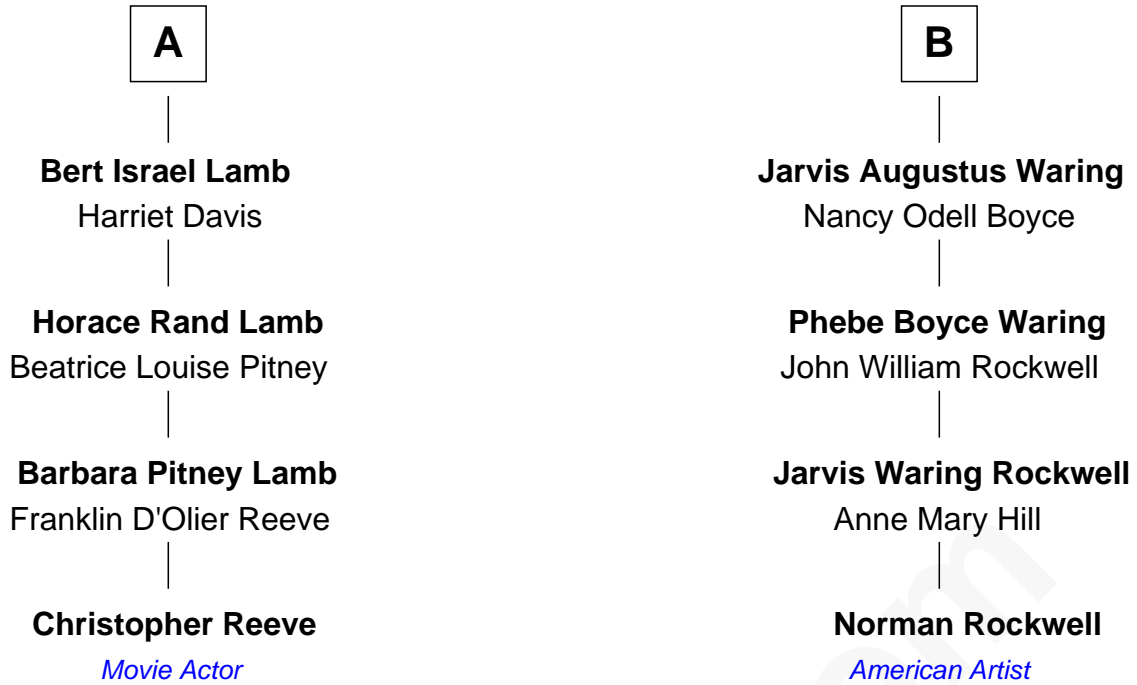 A
Bert Israel Lamb
Harriet Davis
Horace Rand Lamb
Beatrice Louise Pitney
Barbara Pitney Lamb
Franklin D'Olier Reeve
Christopher Reeve
Movie Actor
B
Jarvis Augustus Waring
Nancy Odell Boyce
Phebe Boyce Waring
John William Rockwell
Jarvis Waring Rockwell
Anne Mary Hill
Norman Rockwell
American Artist
om